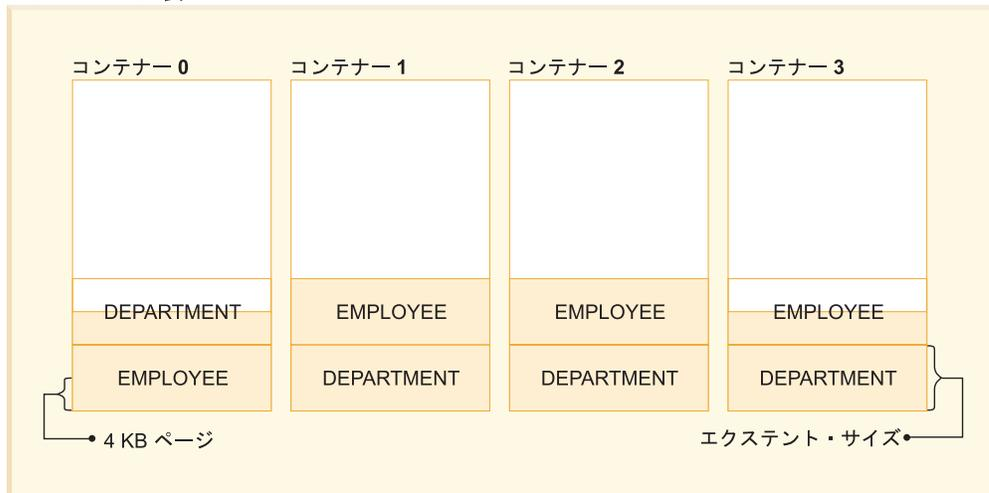 コンテナー 0
コンテナー 1
コンテナー 2
コンテナー 3
DEPARTMENT
EMPLOYEE
EMPLOYEE
EMPLOYEE
EMPLOYEE
DEPARTMENT
DEPARTMENT
DEPARTMENT
4 KB ページ
エクステント・サイズ